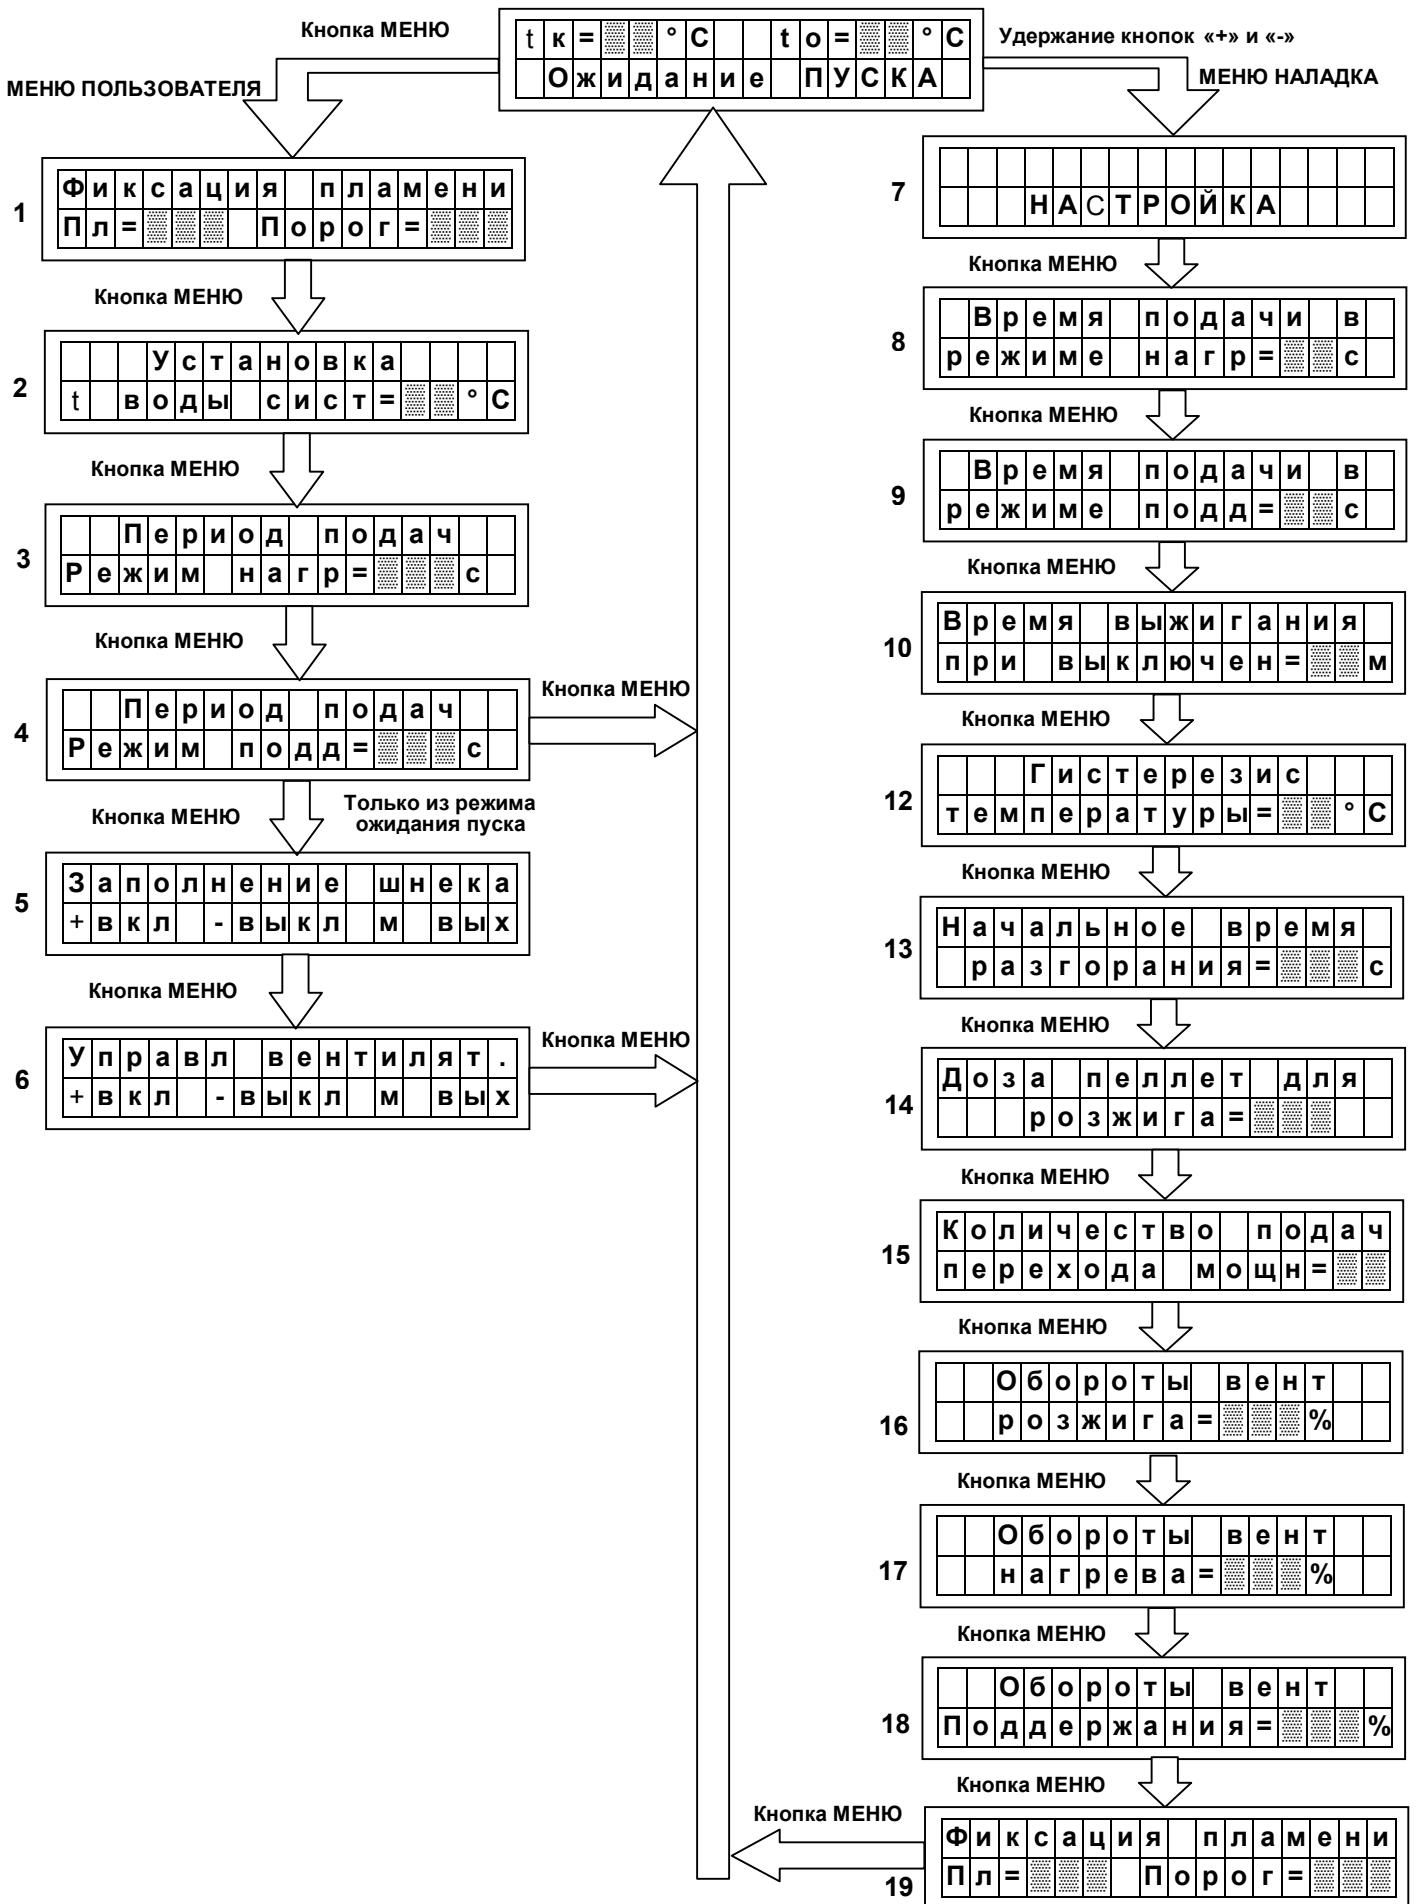 Кнопка МЕНЮ
tк= °C to= °C
Ожидание ПУСКА
Удержание кнопок «+» и «-»
МЕНЮ ПОЛЬЗОВАТЕЛЯ
МЕНЮ НАЛАДКА
1
Фиксация пламени
Пл= Порог=
Кнопка МЕНЮ
2
Установка
t воды сист= °C
Кнопка МЕНЮ
3
Период подач
Режим нагр= с
Кнопка МЕНЮ
4
Период подач
Режим подд= с
Кнопка МЕНЮ
Кнопка МЕНЮ
Только из режима
ожидания пуска
5
Заполнение шнека
+вкл -выкл м вых
Кнопка МЕНЮ
6
Управл вентилят.
+вкл -выкл м вых
Кнопка МЕНЮ
7
НАСТРОЙКА
Кнопка МЕНЮ
8
Время подачи в
режиме нагр= с
Кнопка МЕНЮ
9
Время подачи в
режиме подд= с
Кнопка МЕНЮ
10
Время выжигания
при выключен= м
Кнопка МЕНЮ
12
Гистерезис
температуры= °C
Кнопка МЕНЮ
13
Начальное время
разгорания= с
Кнопка МЕНЮ
14
Доза пеллет для
розжига=
Кнопка МЕНЮ
15
Количество подач
перехода мощн=
Кнопка МЕНЮ
16
Обороты вент
розжига= %
Кнопка МЕНЮ
17
Обороты вент
нагрева= %
Кнопка МЕНЮ
18
Обороты вент
Поддержания= %
Кнопка МЕНЮ
Кнопка МЕНЮ
19
Фиксация пламени
Пл= Порог=